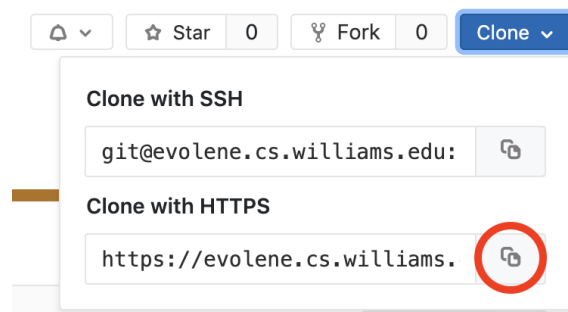 Star 0 Fork 0 Clone
Clone with SSH
git@evolene.cs.williams.edu:
Clone with HTTPS
https://evolene.cs.williams.